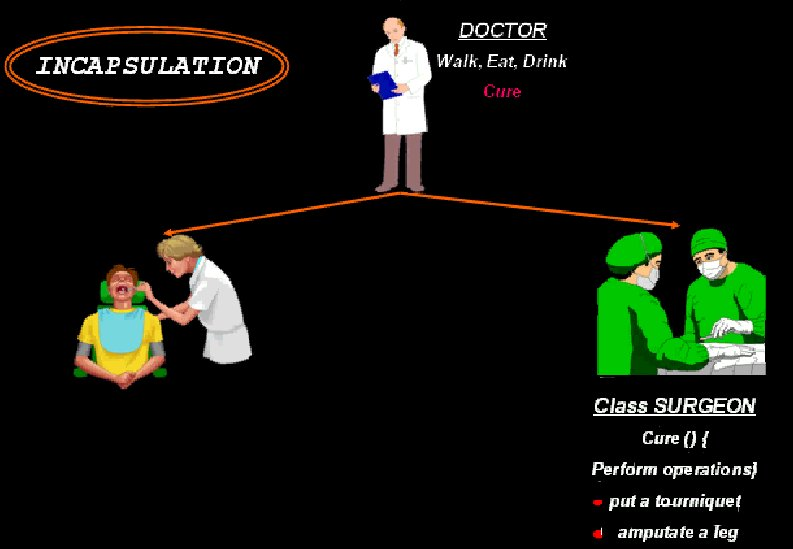 INCAPSULATION
DOCTOR
Walk, Eat, Drink
Cure
Class SURGEON
Cure () {
Perform operations}
put a tourniquet
amputate a leg